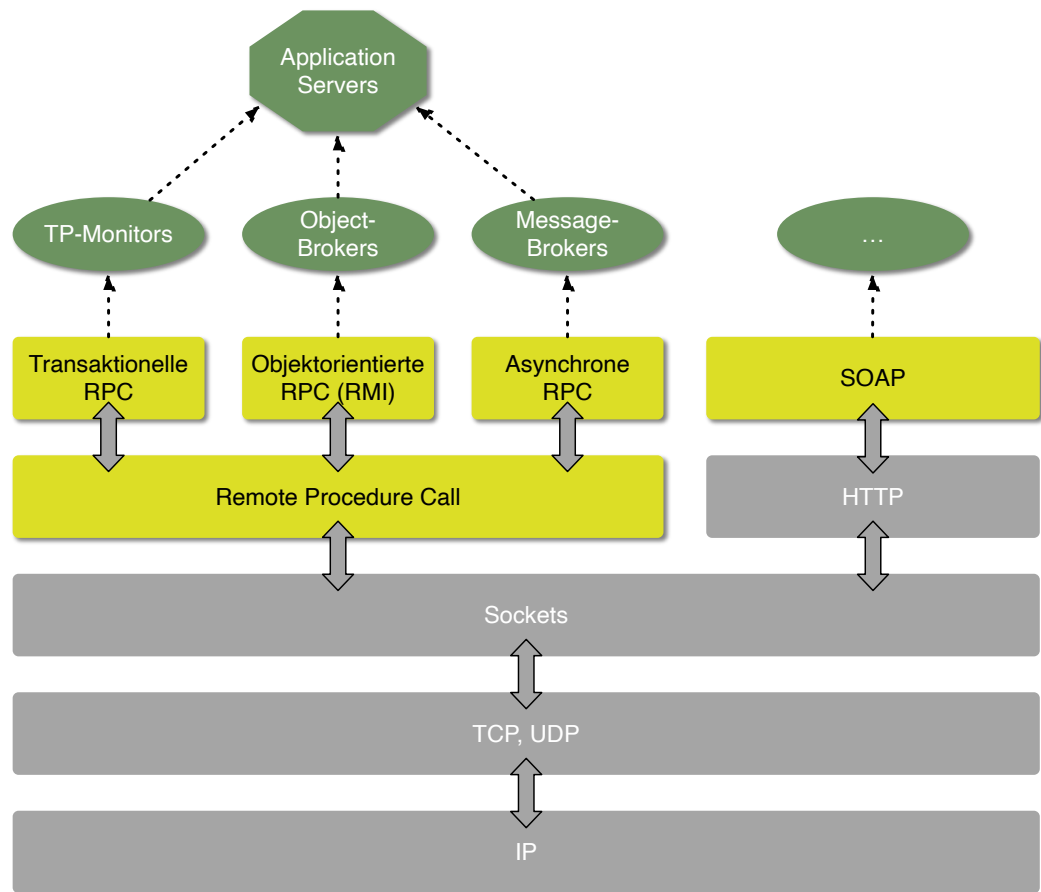 Application
Servers
TP-Monitors
Object-
Brokers
Message-
Brokers
…
Transaktionelle
RPC
Objektorientierte
RPC (RMI)
Asynchrone
RPC
SOAP
Remote Procedure Call
HTTP
Sockets
TCP, UDP
IP